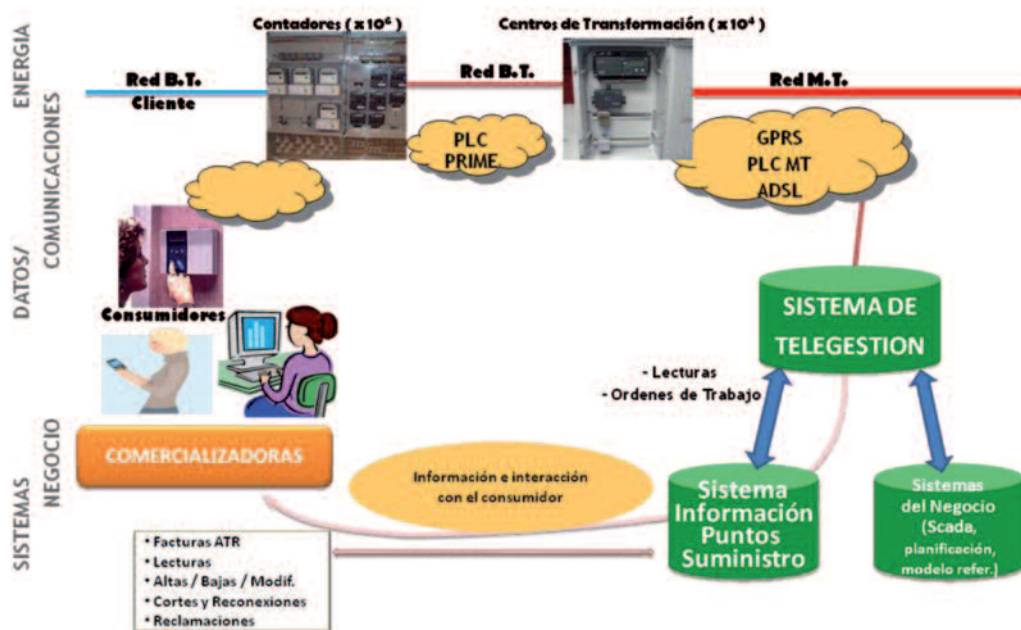 Contadores ( x 10⁶ )
Centros de Transformación ( x 10⁴ )
ENERGIA
Red B.T.
Cliente
Red B.T.
Red M.T.
DATOS/
COMUNICACIONES
PLC
PRIME
GPRS
PLC MT
ADSL
Consumidores
SISTEMA DE
TELEGESTION
- Lecturas
- Ordenes de Trabajo
SISTEMAS
NEGOCIO
COMERCIALIZADORAS
Información e interacción
con el consumidor
Sistema
Información
Puntos
Suministro
Sistemas
del Negocio
(Scada,
planificación,
modelo refer.)
• Facturas ATR
• Lecturas
• Altas / Bajas / Modif.
• Cortes y Reconexiones
• Reclamaciones